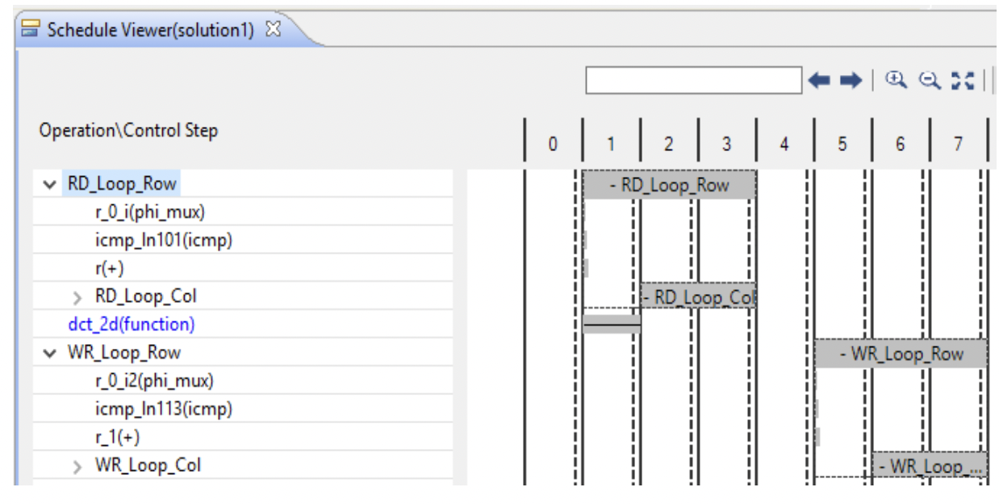 Schedule Viewer(solution1)
Operation\Control Step 0 1 2 3 4 5 6 7
RD_Loop_Row - RD_Loop_Row
r_0_i(phi_mux)
icmp_ln101(icmp)
r(+)
RD_Loop_Col - RD_Loop_Col
dct_2d(function)
WR_Loop_Row - WR_Loop_Row
r_0_i2(phi_mux)
icmp_ln113(icmp)
r_1(+)
WR_Loop_Col - WR_Loop_...